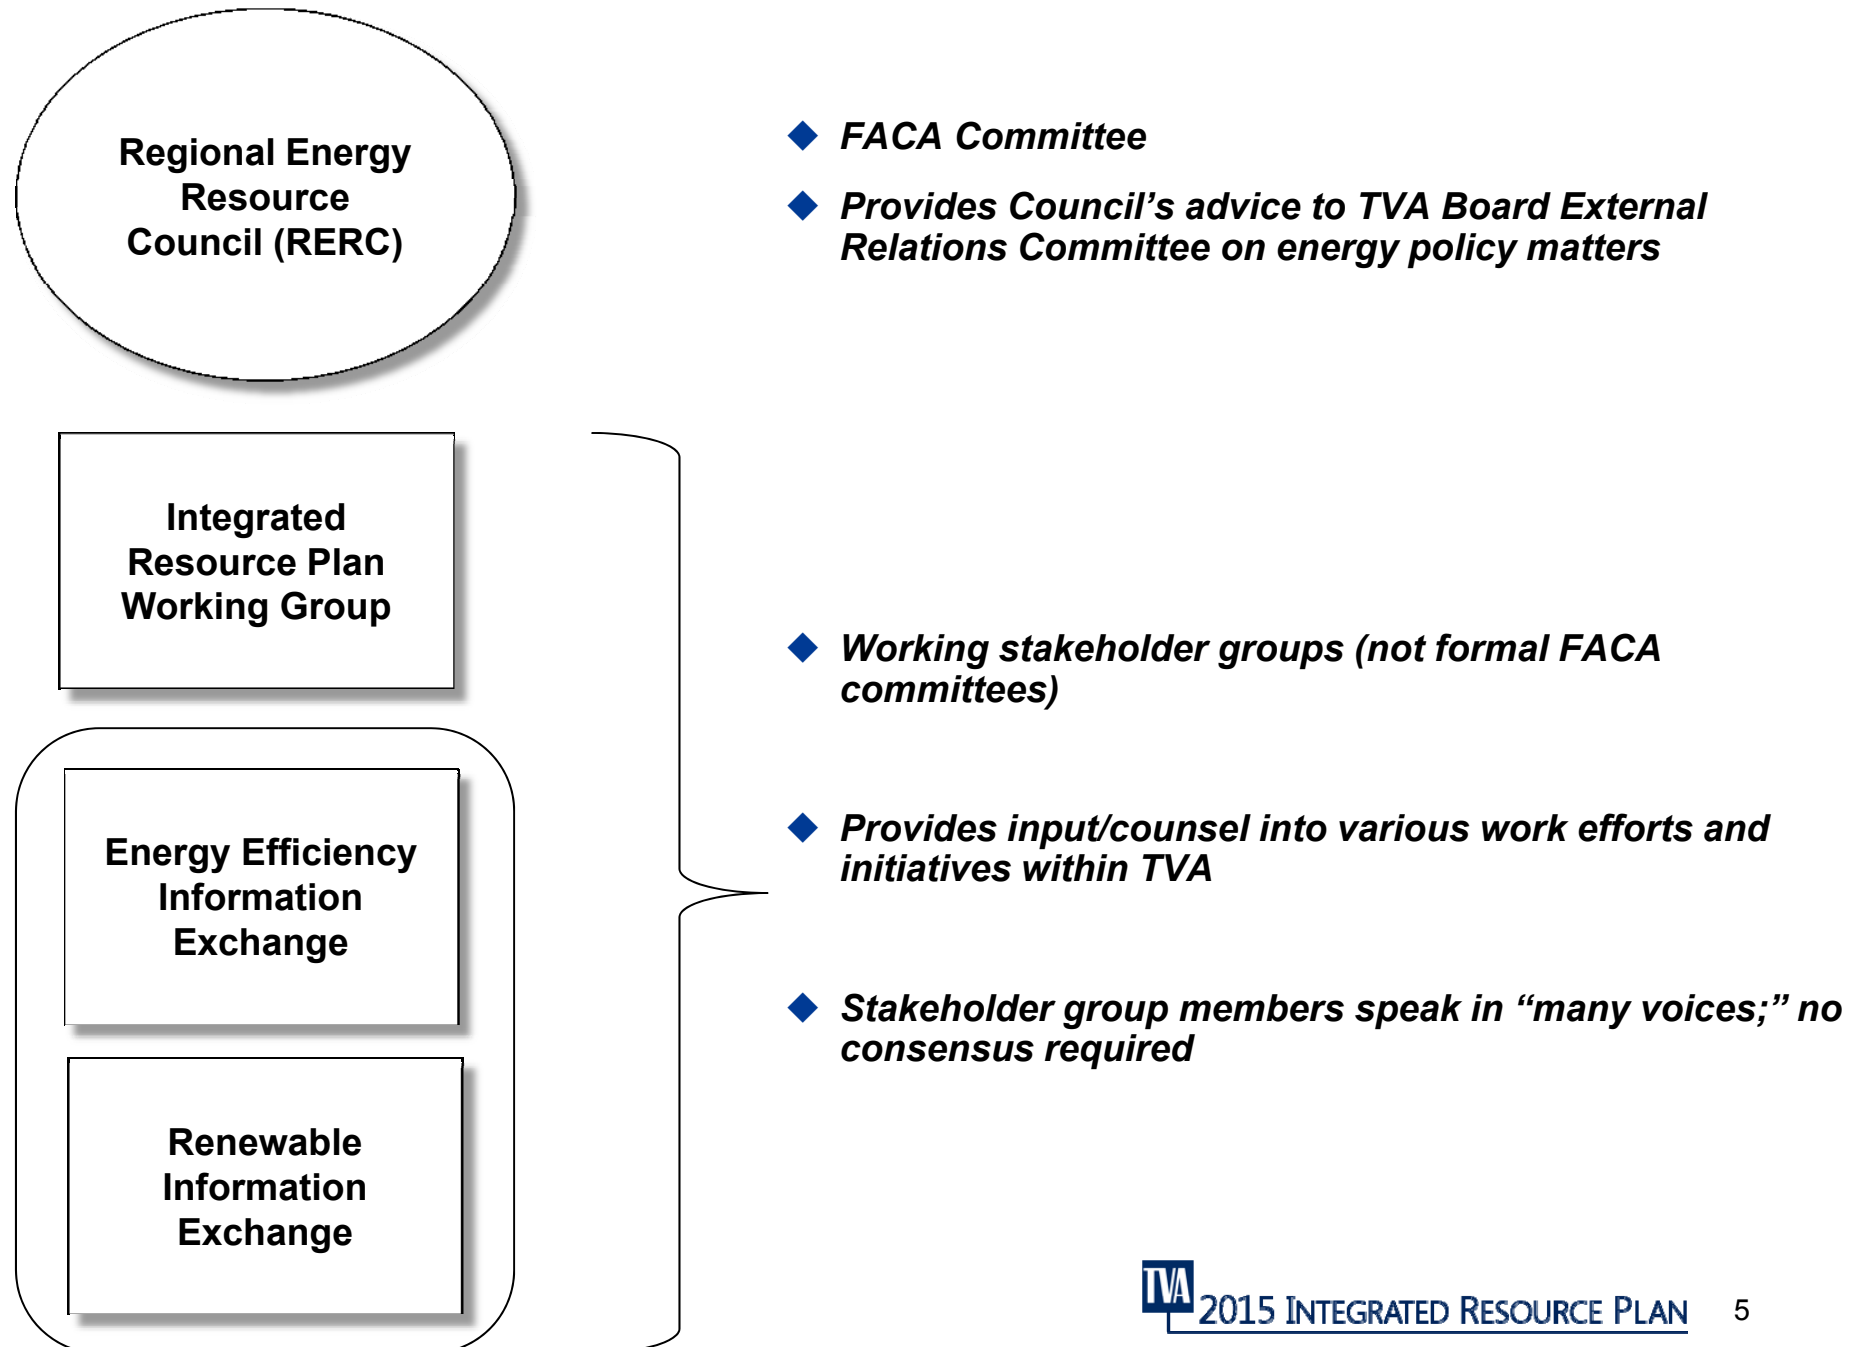 Regional Energy
Resource
Council (RERC)
◆ FACA Committee
◆ Provides Council’s advice to TVA Board External
Relations Committee on energy policy matters
Integrated
Resource Plan
Working Group
Energy Efficiency
Information
Exchange
Renewable
Information
Exchange
◆ Working stakeholder groups (not formal FACA
committees)
◆ Provides input/counsel into various work efforts and
initiatives within TVA
◆ Stakeholder group members speak in “many voices;” no
consensus required
TVA 2015 INTEGRATED RESOURCE PLAN 5